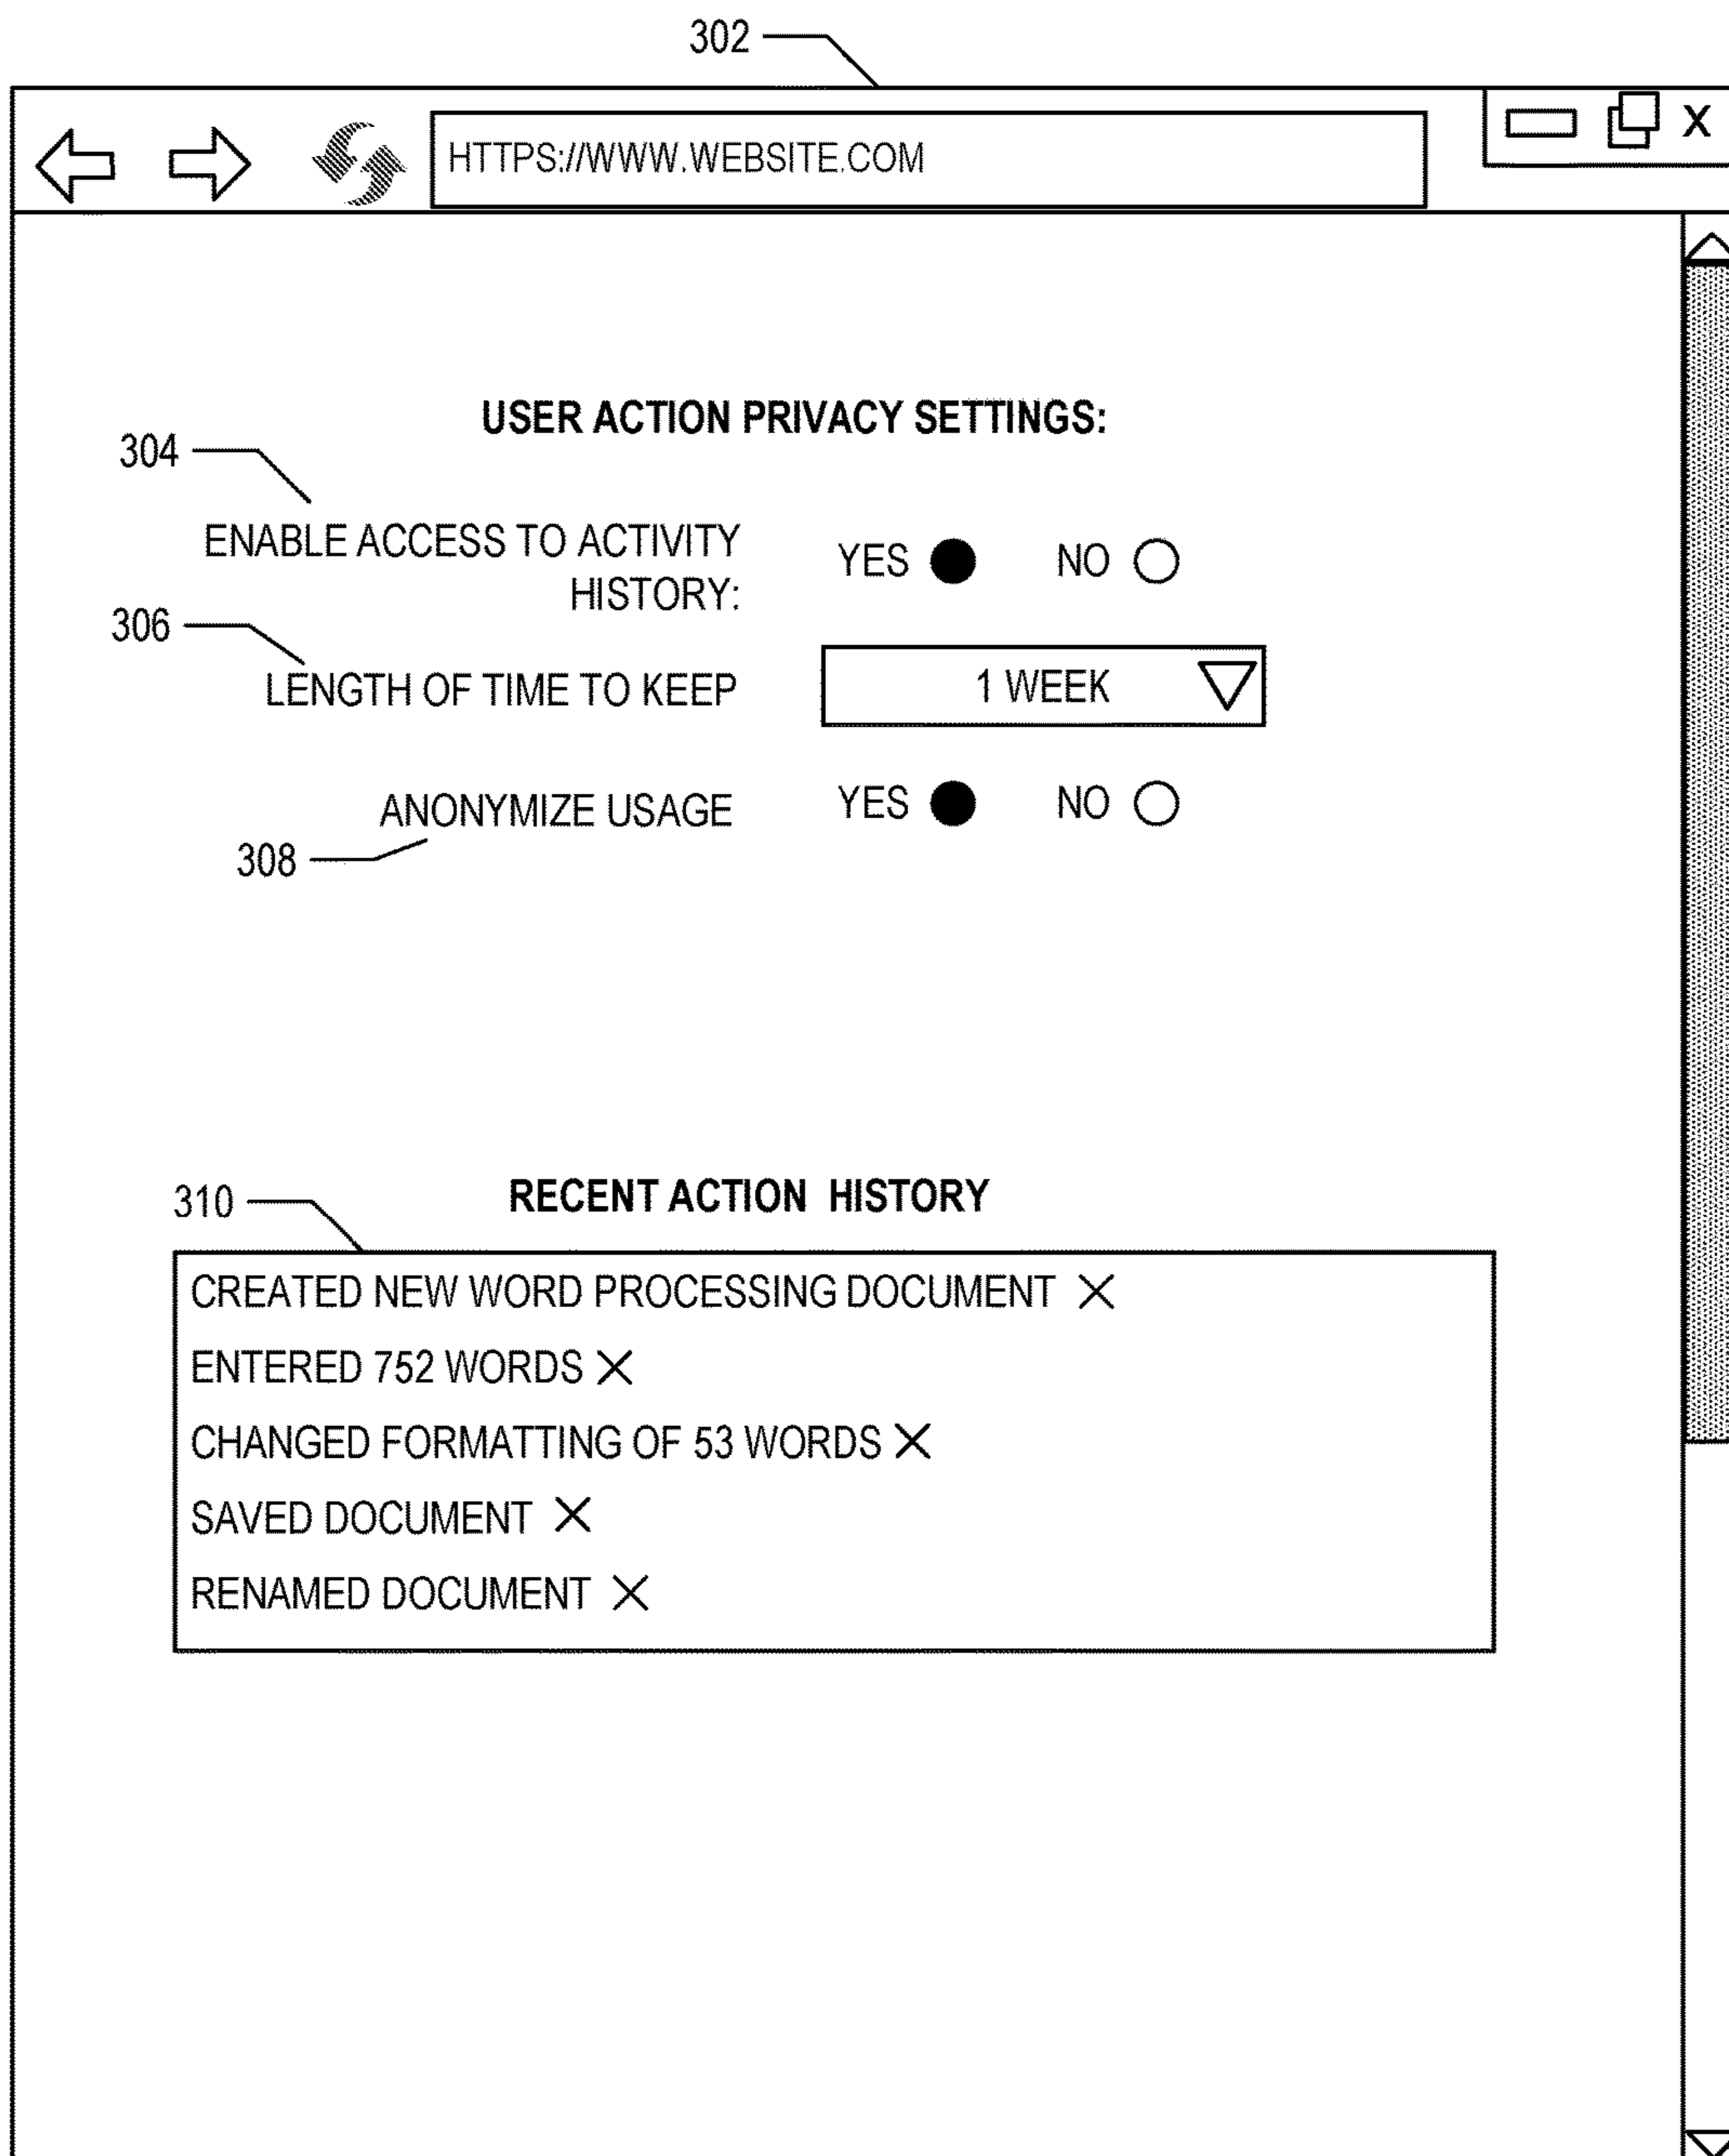 302
HTTPS://WWW.WEBSITE.COM
X
USER ACTION PRIVACY SETTINGS:
304
ENABLE ACCESS TO ACTIVITY
HISTORY:
YES NO
306
LENGTH OF TIME TO KEEP
1 WEEK
ANONYMIZE USAGE
YES NO
308
310
RECENT ACTION HISTORY
CREATED NEW WORD PROCESSING DOCUMENT X
ENTERED 752 WORDS X
CHANGED FORMATTING OF 53 WORDS X
SAVED DOCUMENT X
RENAMED DOCUMENT X